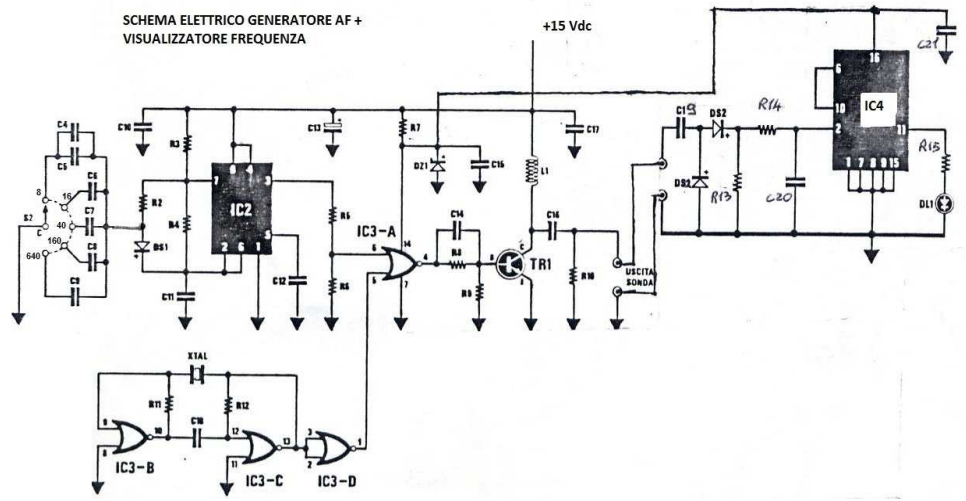 SCHEMA ELETTRICO GENERATORE AF +
VISUALIZZATORE FREQUENZA
+15 Vdc
C21
16
6
10
IC4
2
11
1 7 8 9 15
C19
DS2
R14
DS2
R13
C20
R15
DL1
C4
C5
C6
C7
C8
C9
S2
C
8
16
40
160
640
C10
R3
R2
R4
DS1
C11
7
8
4
3
IC2
2
6
1
5
C12
C13
R5
R6
R7
DZ1
C15
IC3-A
6
5
14
4
7
C14
R8
R9
L1
B
C
E
TR1
C16
C17
R10
USCITA
SONDA
XTAL
R11
R12
C18
9
8
10
IC3-B
12
11
13
IC3-C
3
2
1
IC3-D